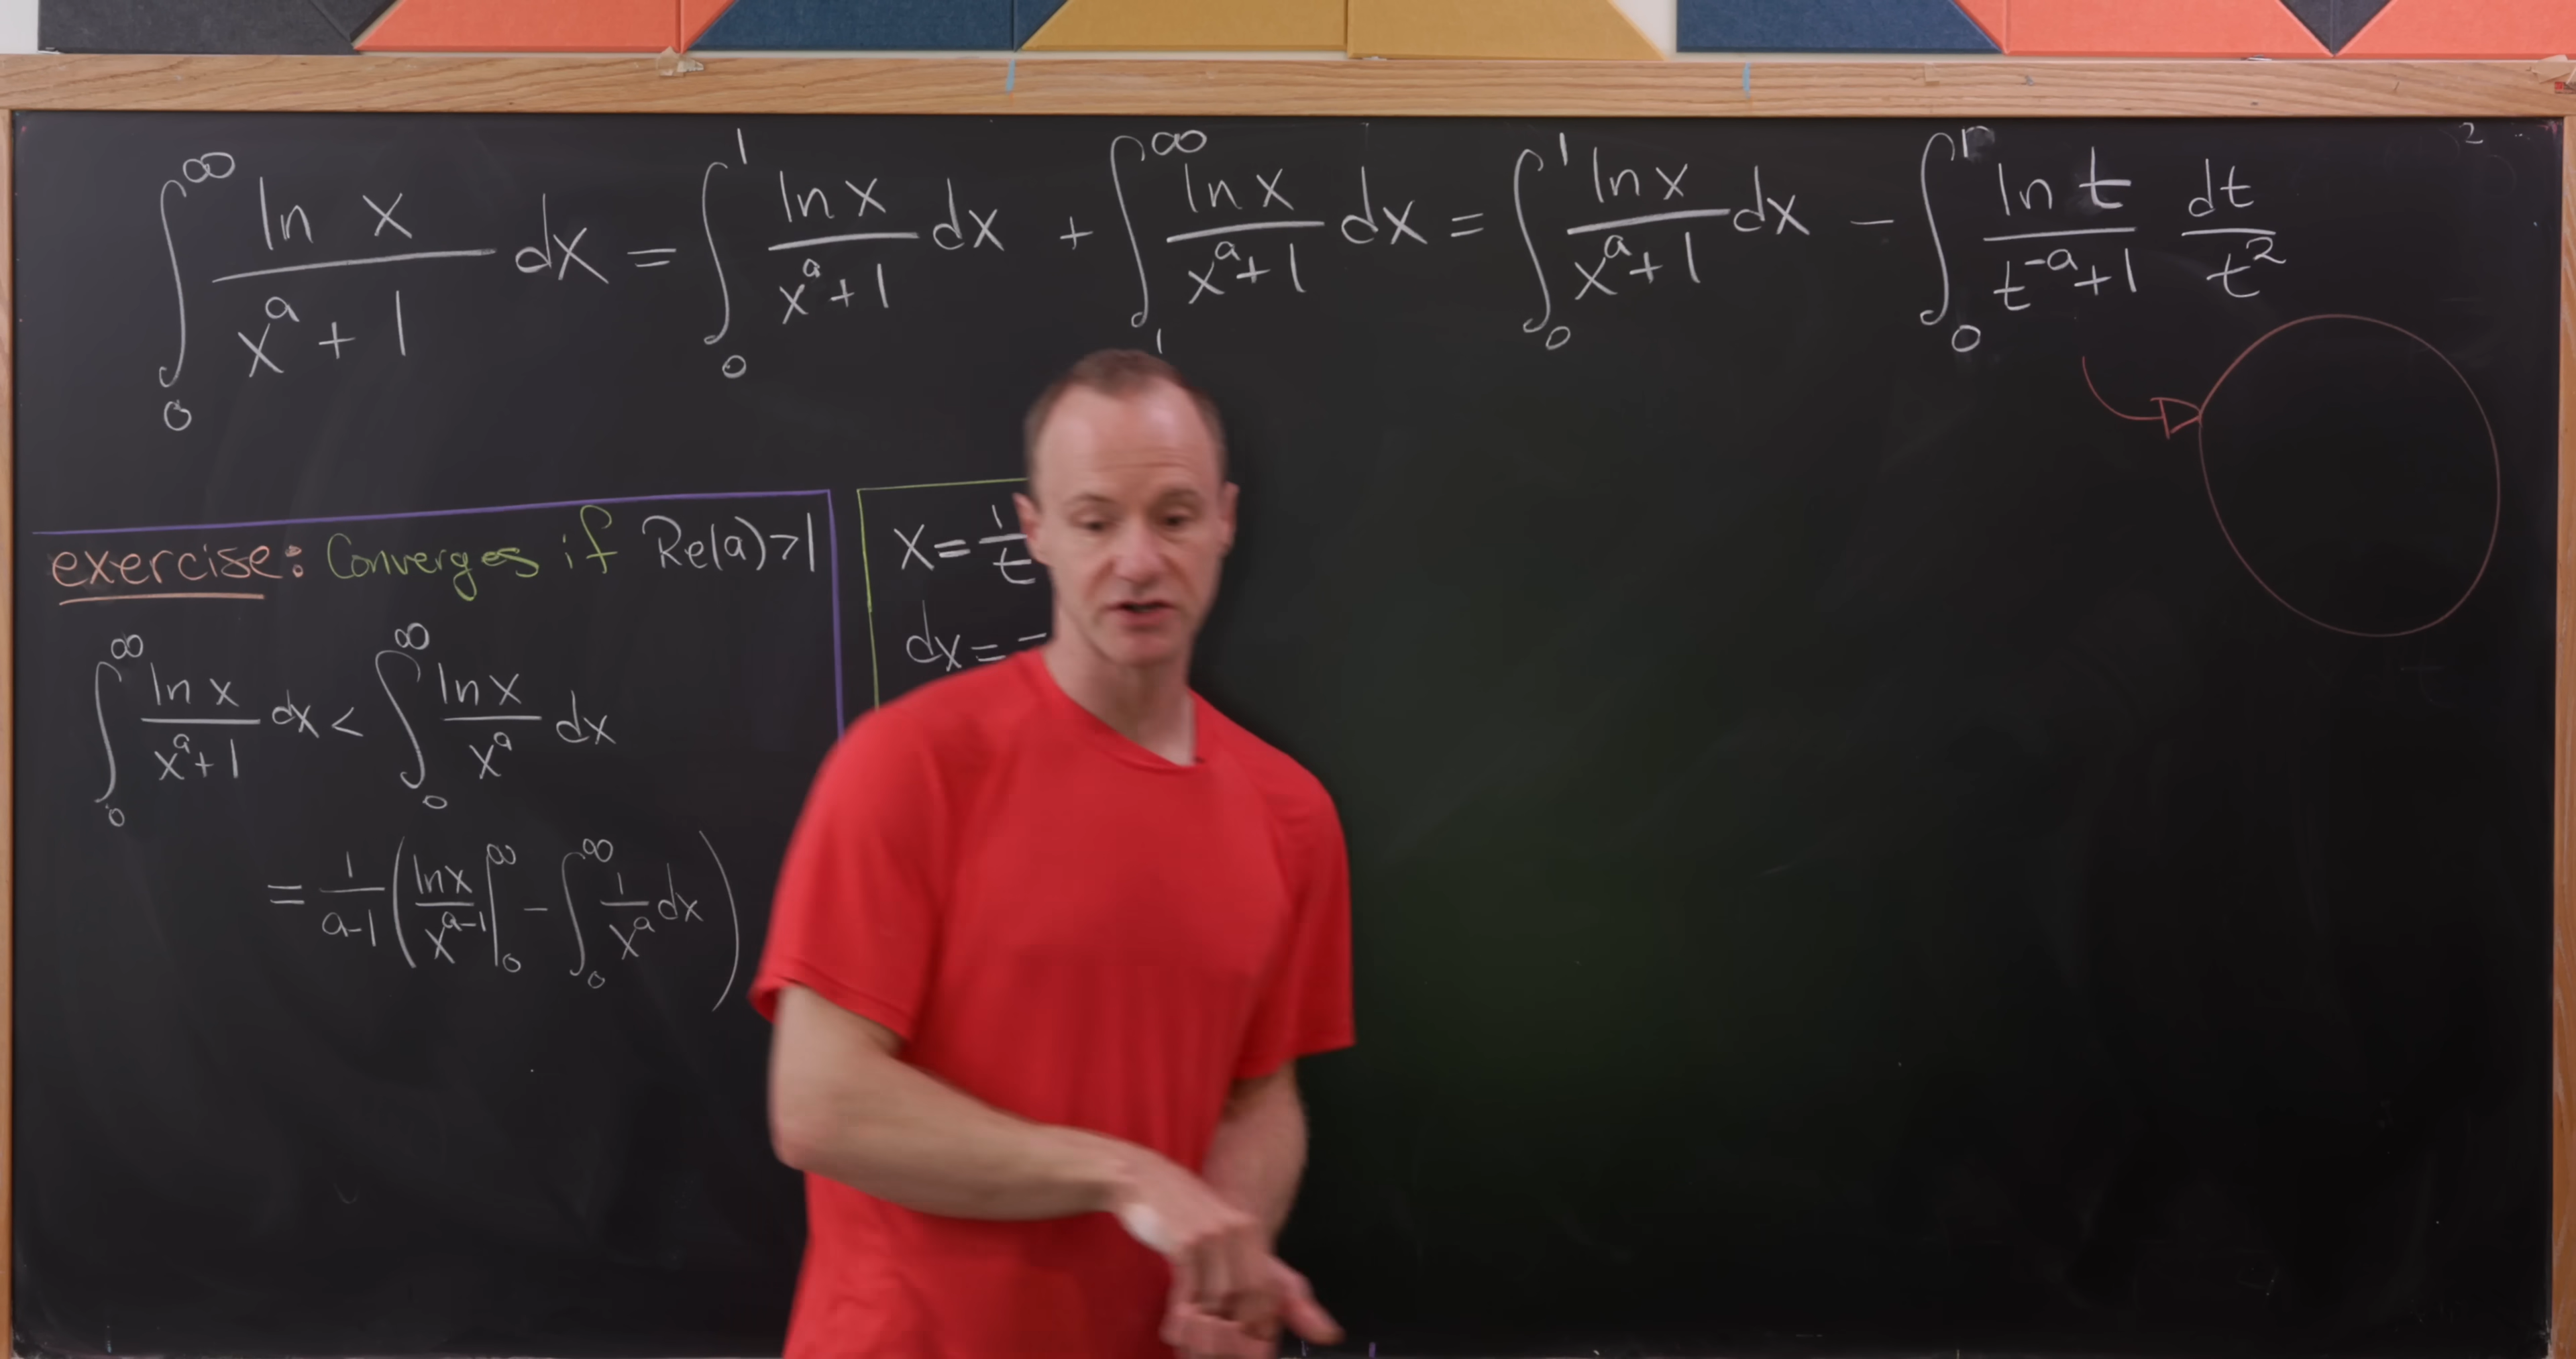 ∫₀^∞ ln x / (x^a + 1) dx = ∫₀^1 ln x / (x^a + 1) dx + ∫₁^∞ ln x / (x^a + 1) dx = ∫₀^1 ln x / (x^a + 1) dx − ∫₀^1 ln t / (t^-a + 1) dt / t²
exercise: Converges if Re(a)>1
∫₀^∞ ln x / (x^a + 1) dx < ∫₀^∞ ln x / x^a dx
= 1/(a-1) ( ln x / x^(a-1) |₀^∞ − ∫₀^∞ 1/x^a dx )
x = 1/t
dx = −